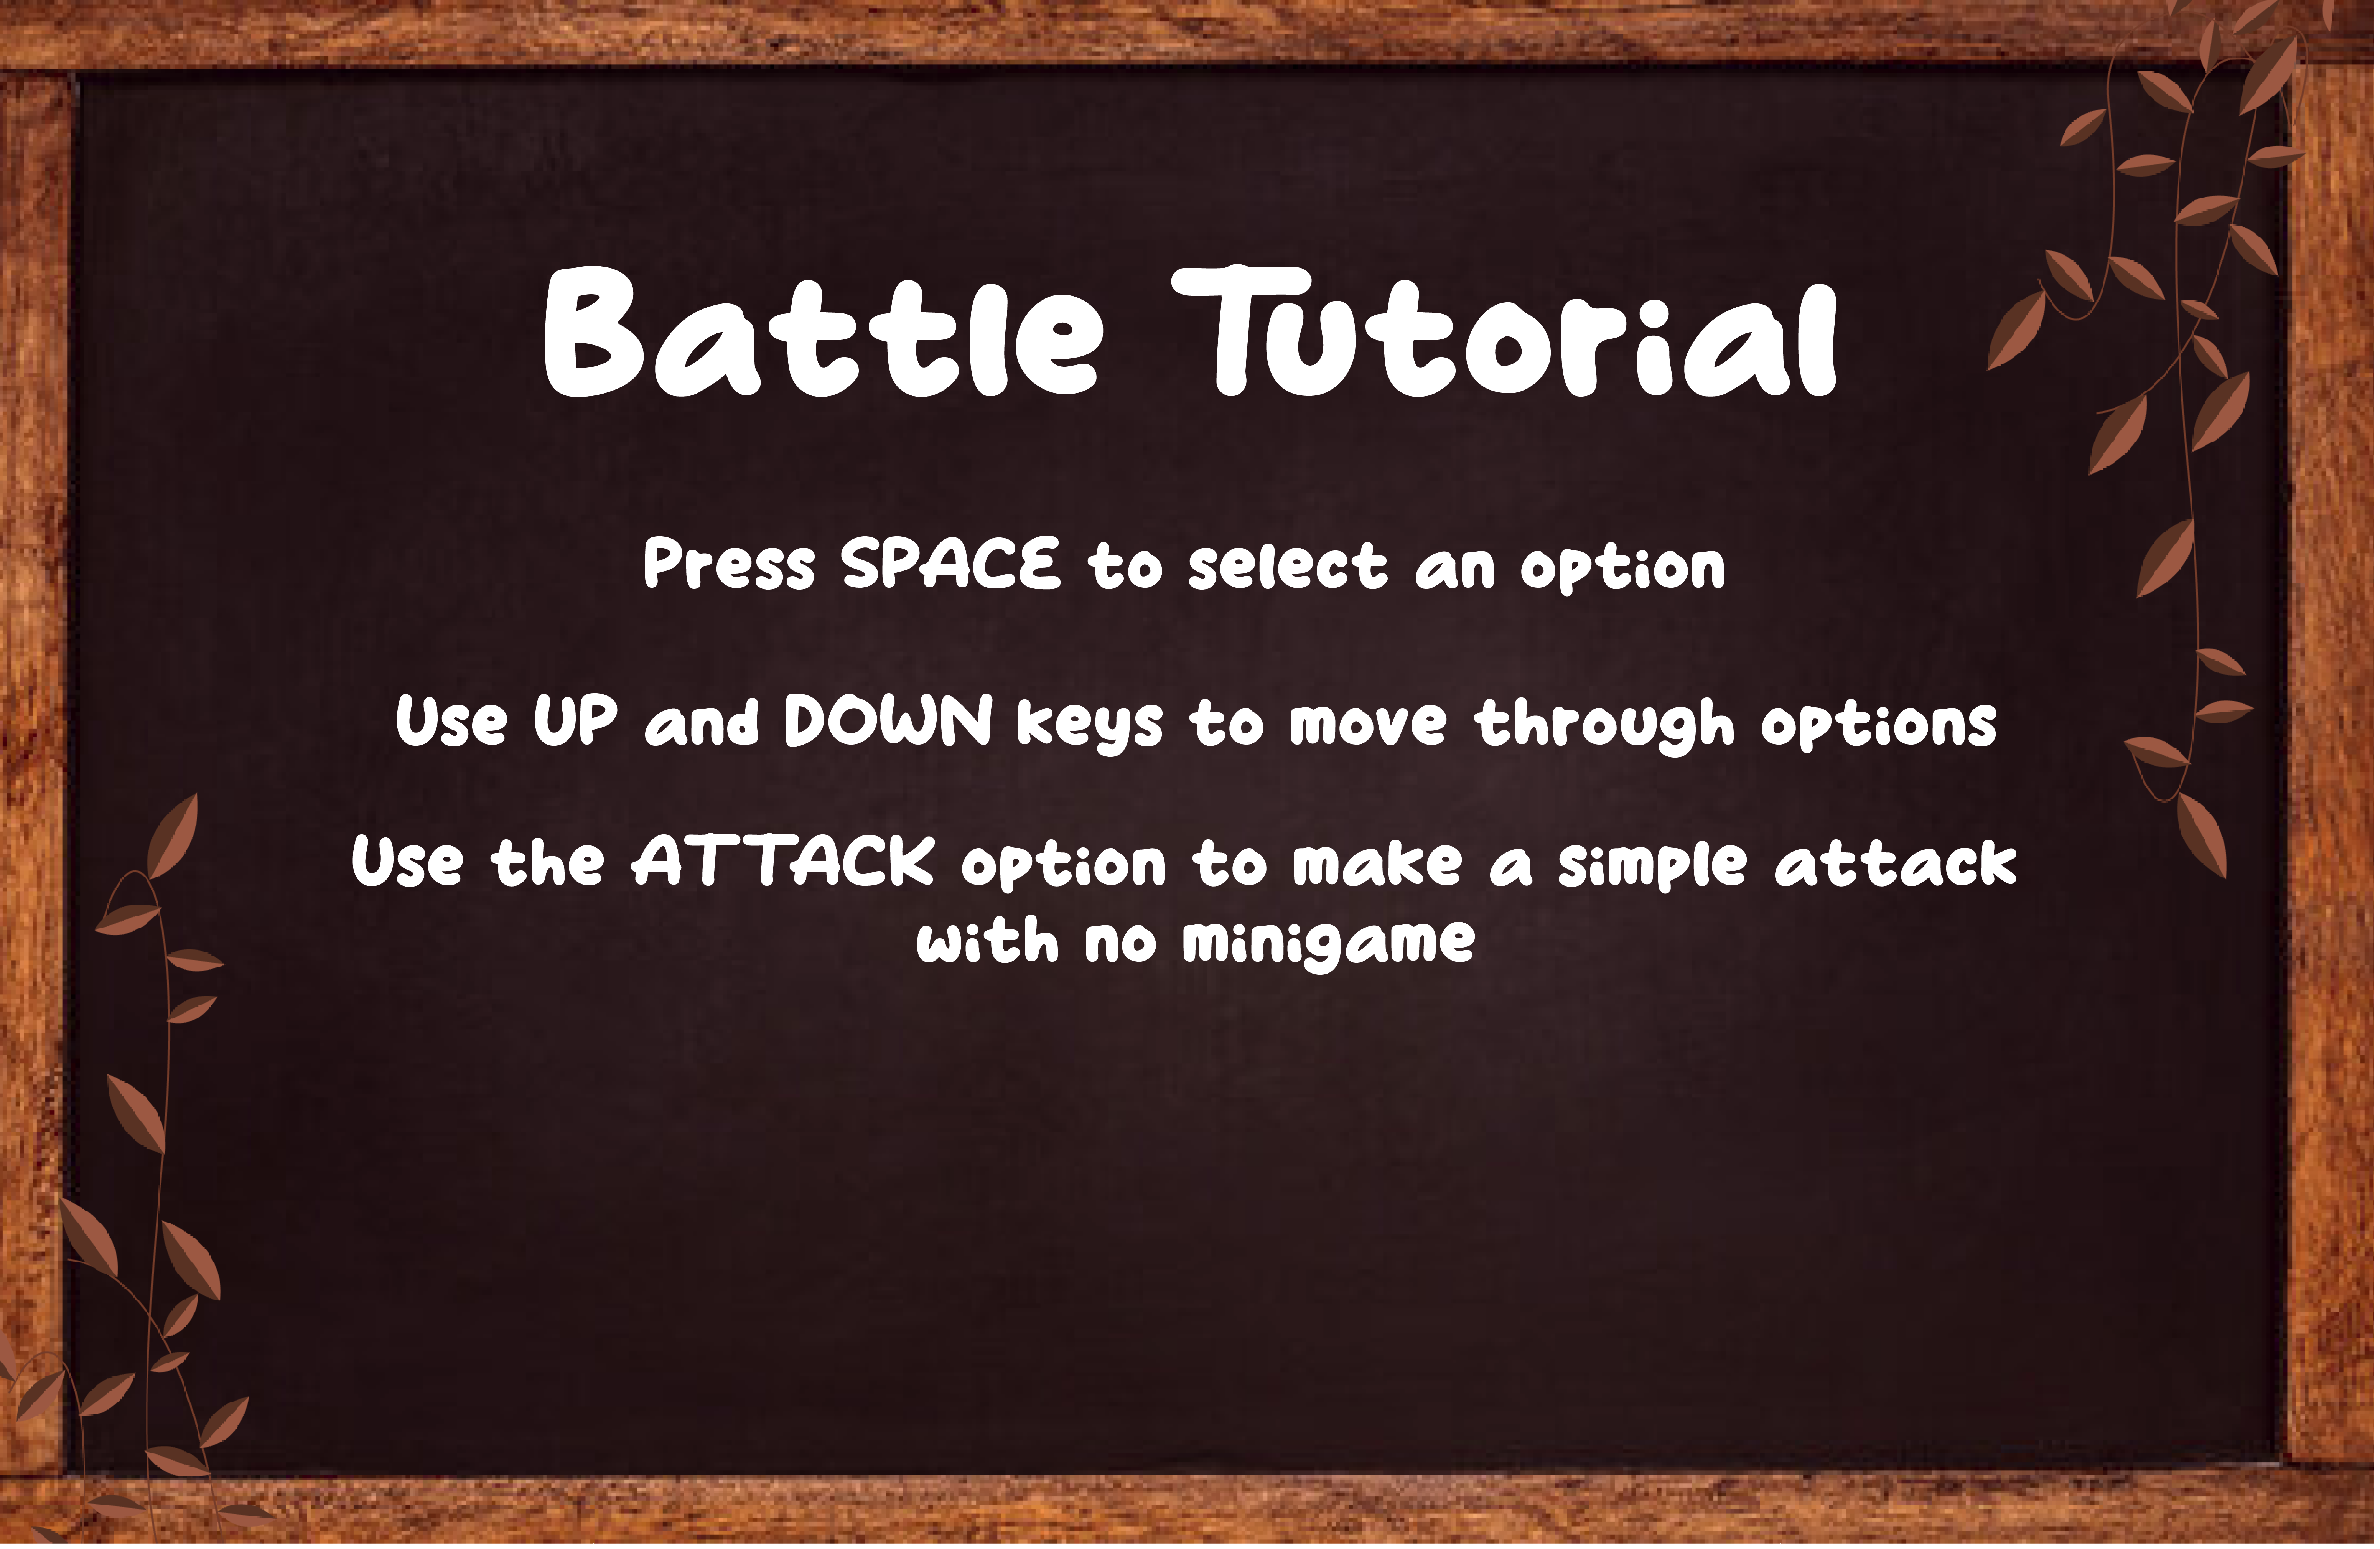 Battle Tutorial
Press SPACE to select an option
Use UP and DOWN keys to move through options
Use the ATTACK option to make a simple attack
with no minigame